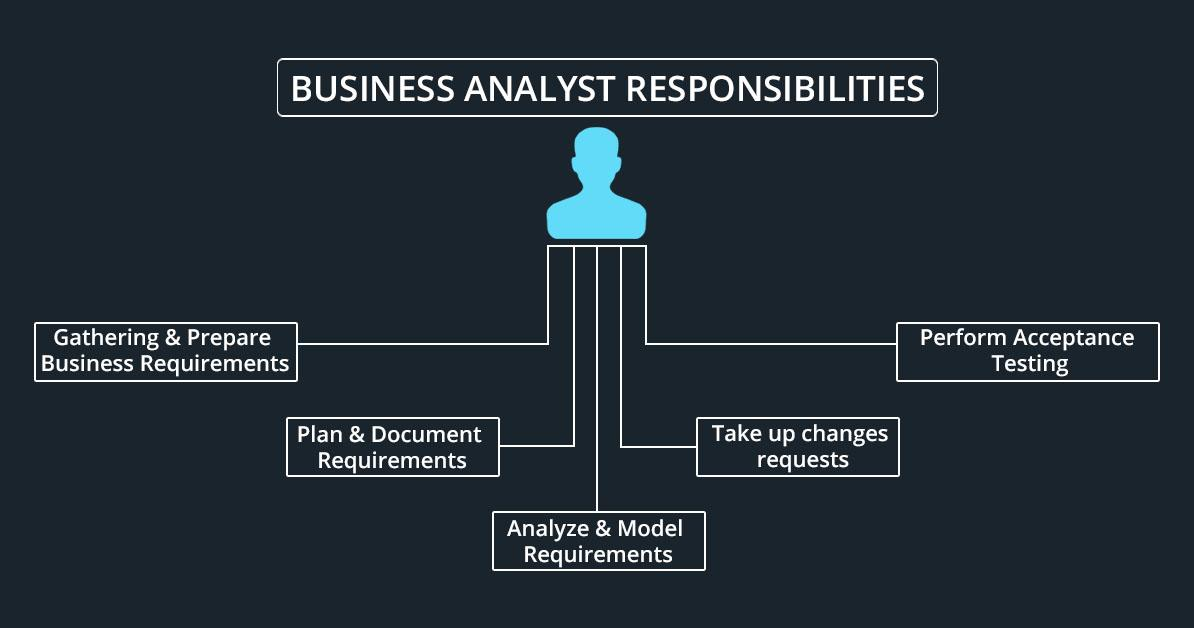 BUSINESS ANALYST RESPONSIBILITIES
Gathering & Prepare
Business Requirements
Perform Acceptance
Testing
Plan & Document
Requirements
Take up changes
requests
Analyze & Model
Requirements